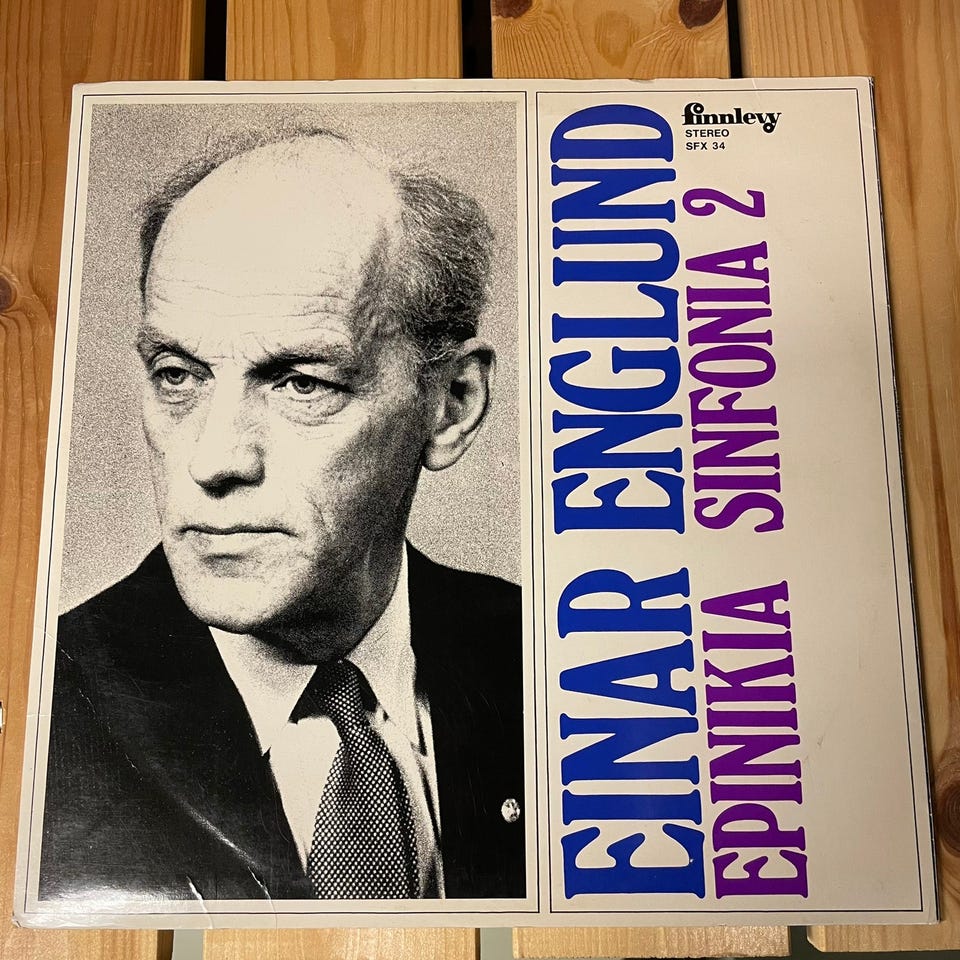 finnlevy
STEREO
SFX 34
EINAR ENGLUND
EPINIKIA SINFONIA 2